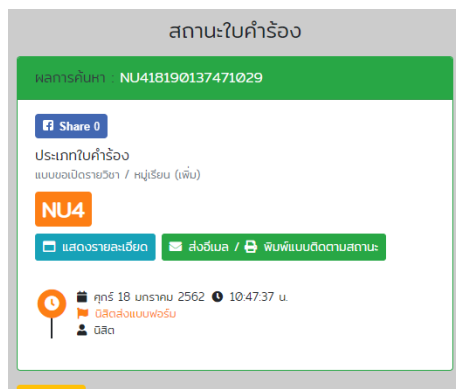 สถานะใบคำร้อง
ผลการค้นหา : NU418190137471029
Share 0
ประเภทใบคำร้อง
แบบขอเปิดรายวิชา / หมู่เรียน (เพิ่ม)
NU4
แสดงรายละเอียด ส่งอีเมล / พิมพ์แบบติดตามสถานะ
ศุกร์ 18 มกราคม 2562 10:47:37 น.
นิสิตส่งแบบฟอร์ม
นิสิต